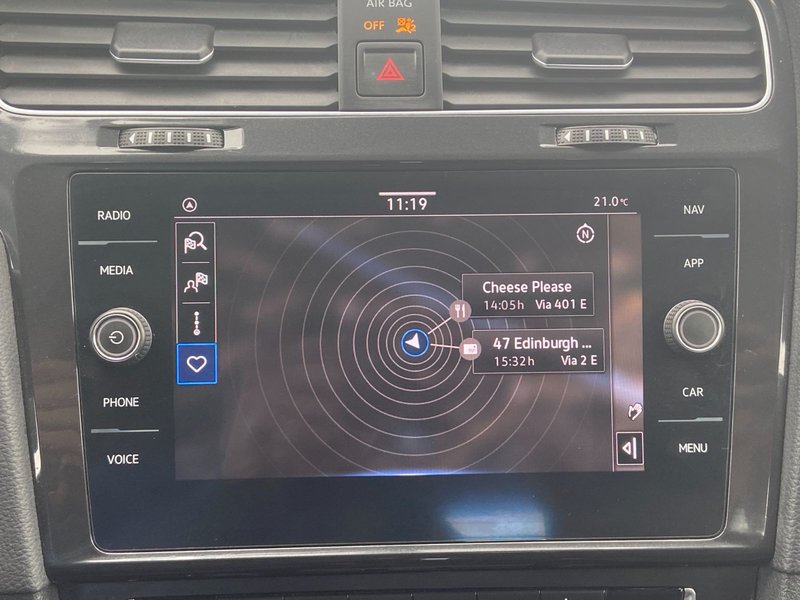 AIR BAG
OFF
RADIO
11:19
21.0°C
NAV
MEDIA
N
APP
Cheese Please
14:05h Via 401 E
47 Edinburgh ...
15:32h Via 2 E
PHONE
CAR
VOICE
MENU